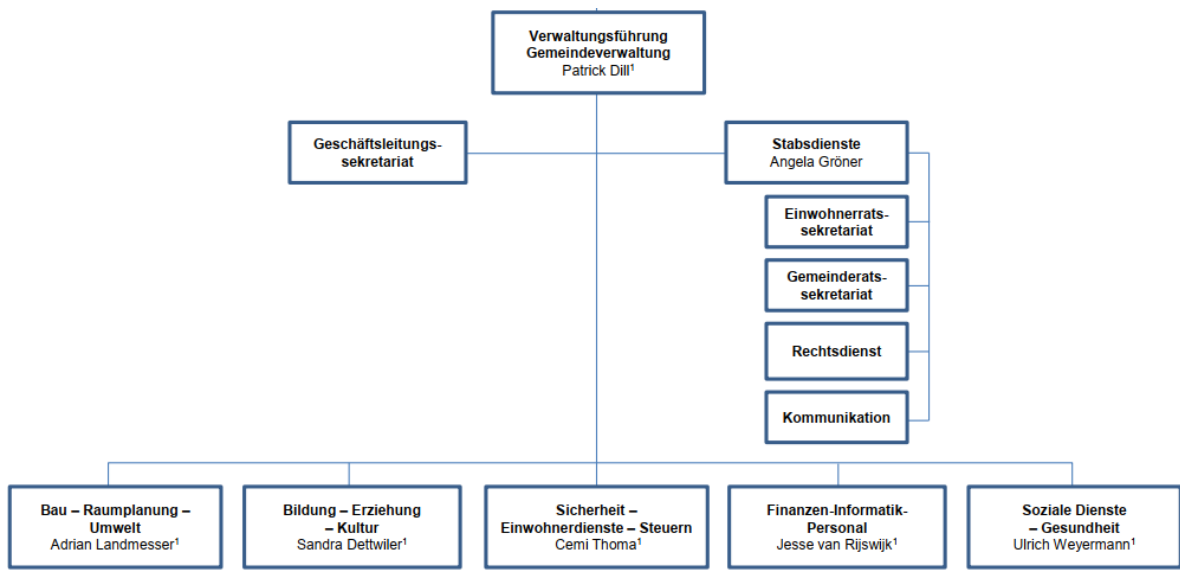 Verwaltungsführung
Gemeindeverwaltung
Patrick Dill¹
Geschäftsleitungs-
sekretariat
Stabsdienste
Angela Gröner
Einwohnerrats-
sekretariat
Gemeinderats-
sekretariat
Rechtsdienst
Kommunikation
Bau – Raumplanung –
Umwelt
Adrian Landmesser¹
Bildung – Erziehung
– Kultur
Sandra Dettwiler¹
Sicherheit –
Einwohnerdienste – Steuern
Cemi Thoma¹
Finanzen-Informatik-
Personal
Jesse van Rijswijk¹
Soziale Dienste
– Gesundheit
Ulrich Weyermann¹